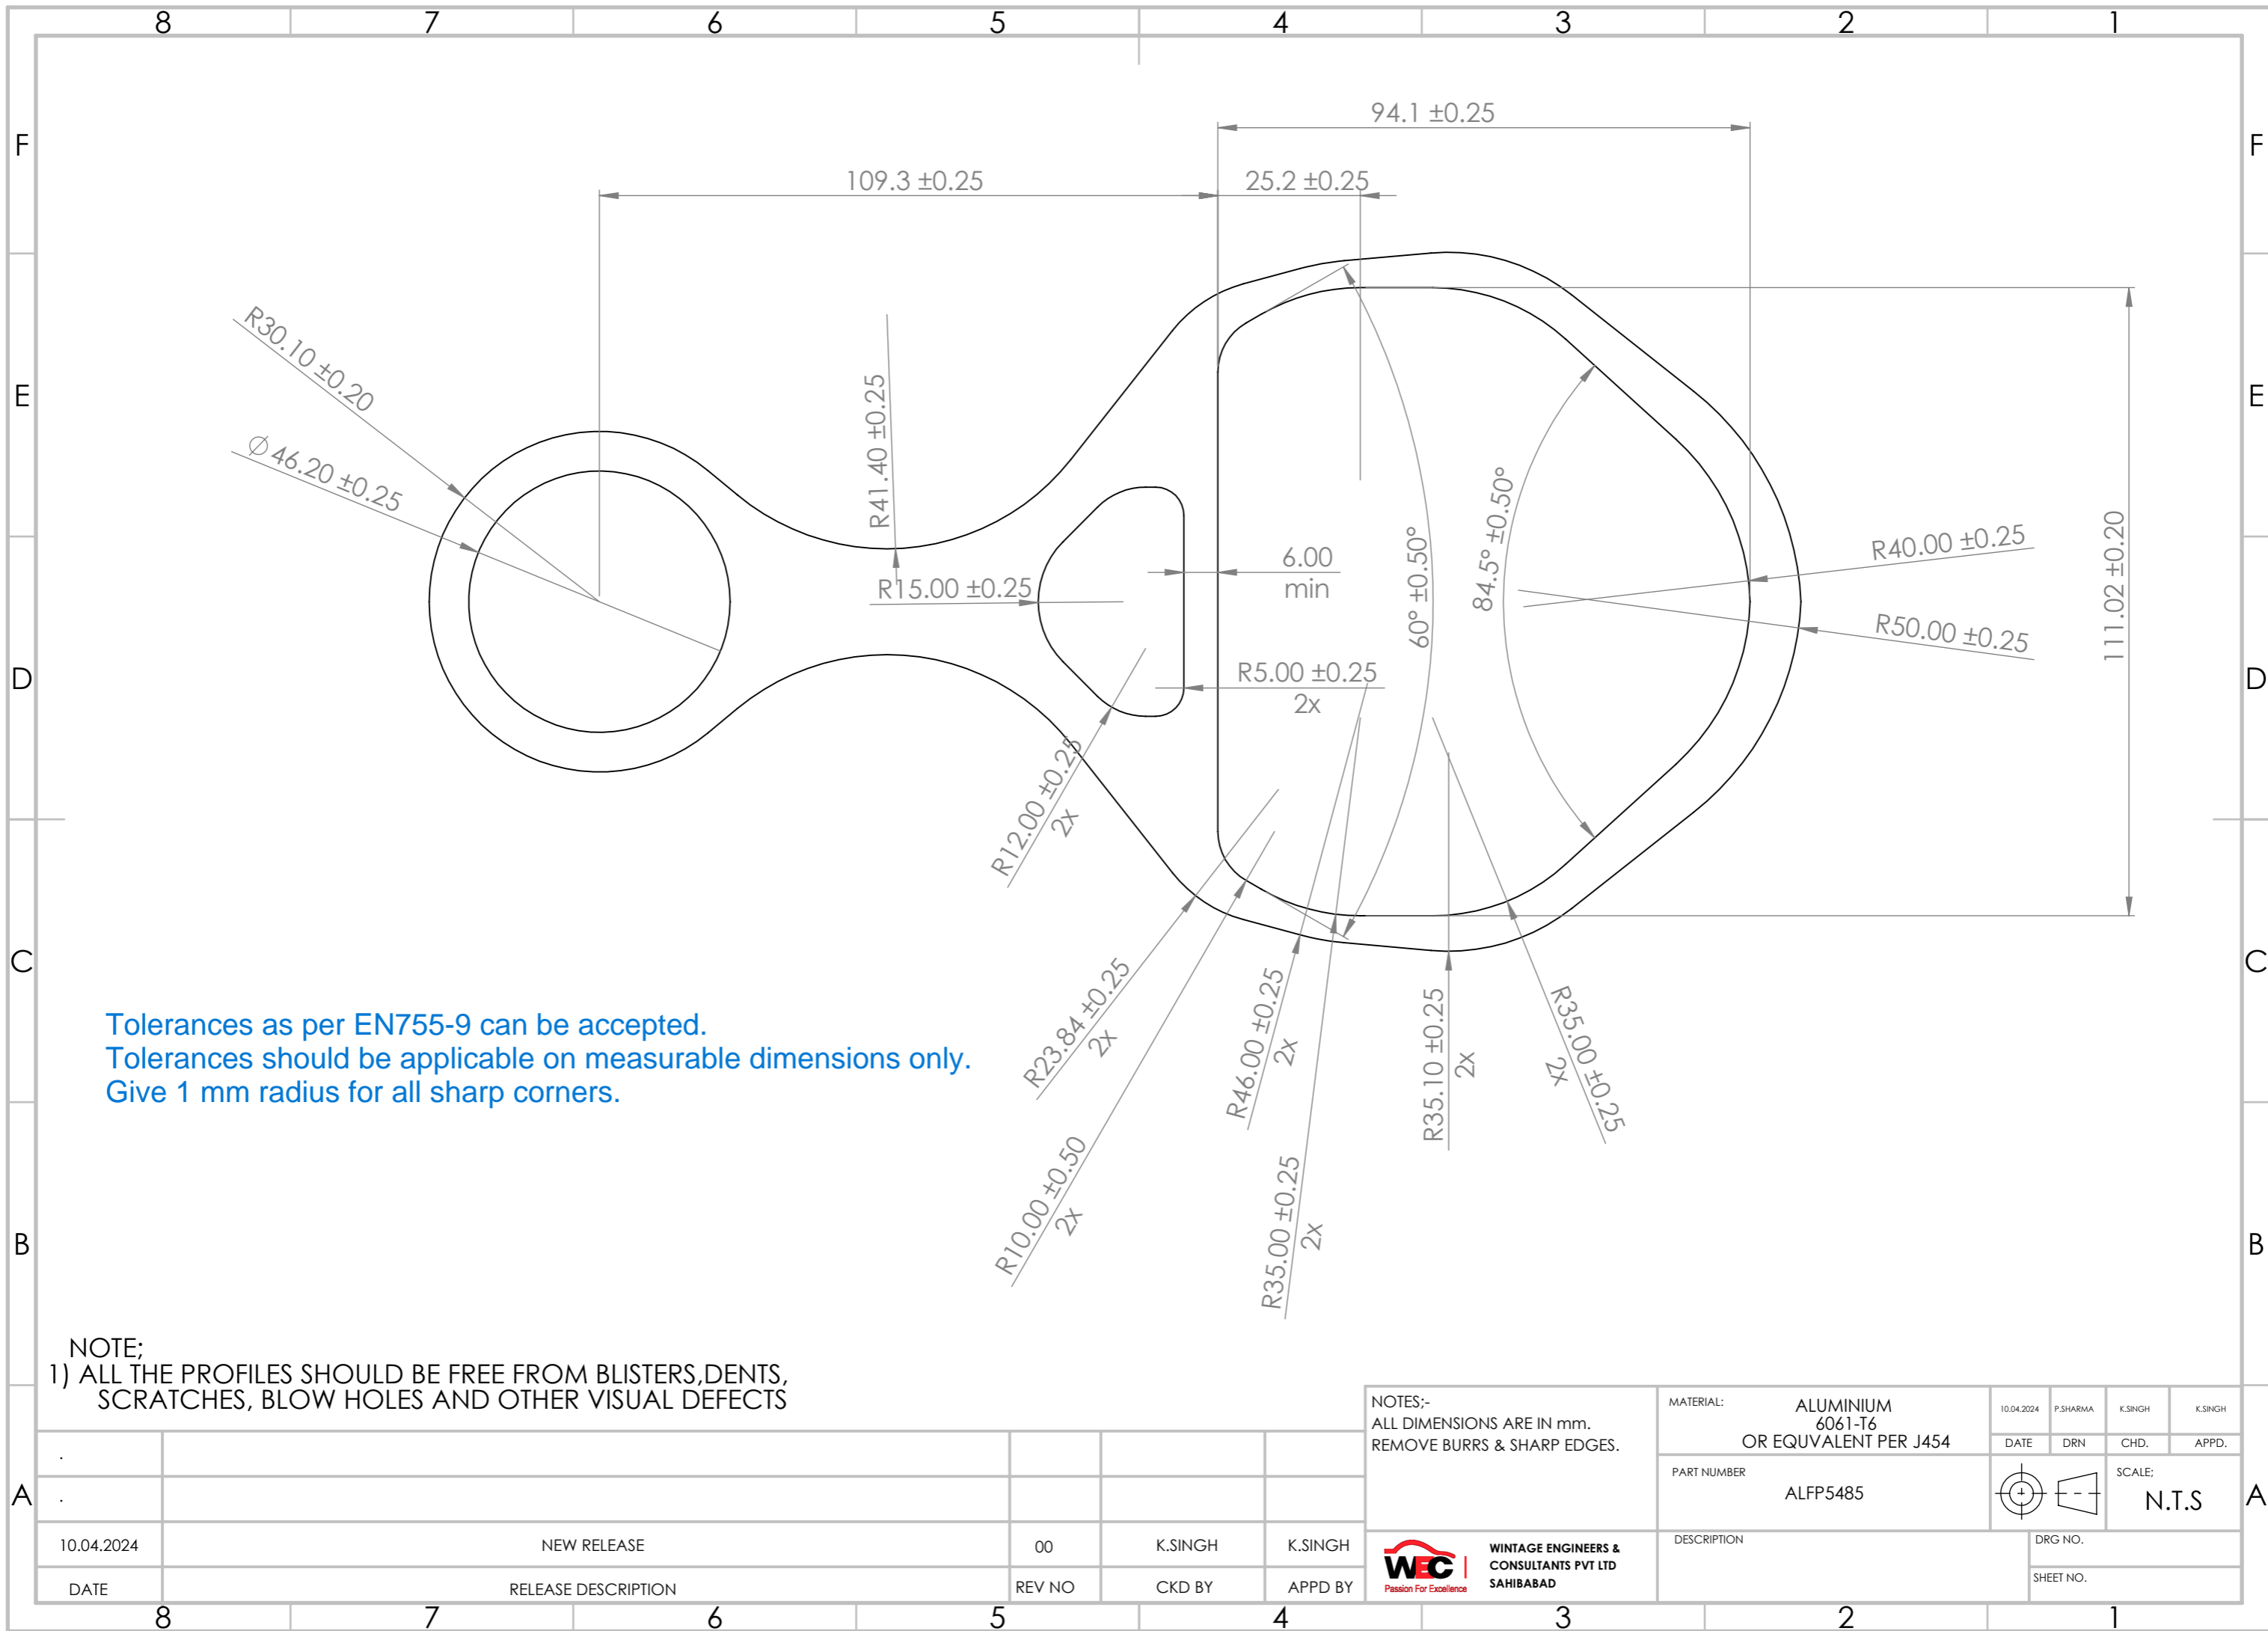 8 7 6 5 4 3 2 1
F F
94.1 ±0.25
109.3 ±0.25
25.2 ±0.25
E E
R30.10 ±0.20
Ø 46.20 ±0.25
R41.40 ±0.25
R15.00 ±0.25
6.00
min
60° ±0.50°
84.5° ±0.50°
R40.00 ±0.25
R50.00 ±0.25
111.02 ±0.20
D D
R5.00 ±0.25
2x
R12.00 ±0.25
2x
C C
R23.84 ±0.25
2x
R10.00 ±0.50
2x
R46.00 ±0.25
2x
R35.00 ±0.25
2x
R35.10 ±0.25
2x
R35.00 ±0.25
2x
Tolerances as per EN755-9 can be accepted.
Tolerances should be applicable on measurable dimensions only.
Give 1 mm radius for all sharp corners.
B B
NOTE;
1) ALL THE PROFILES SHOULD BE FREE FROM BLISTERS,DENTS,
SCRATCHES, BLOW HOLES AND OTHER VISUAL DEFECTS
A A
.
.
10.04.2024 NEW RELEASE 00 K.SINGH K.SINGH
DATE RELEASE DESCRIPTION REV NO CKD BY APPD BY
NOTES;-
ALL DIMENSIONS ARE IN mm.
REMOVE BURRS & SHARP EDGES.
MATERIAL: ALUMINIUM
6061-T6
OR EQUVALENT PER J454
10.04.2024 P.SHARMA K.SINGH K.SINGH
DATE DRN CHD. APPD.
PART NUMBER
ALFP5485
SCALE;
N.T.S
WEC
Passion For Excellence
WINTAGE ENGINEERS &
CONSULTANTS PVT LTD
SAHIBABAD
DESCRIPTION
DRG NO.
SHEET NO.
8 7 6 5 4 3 2 1